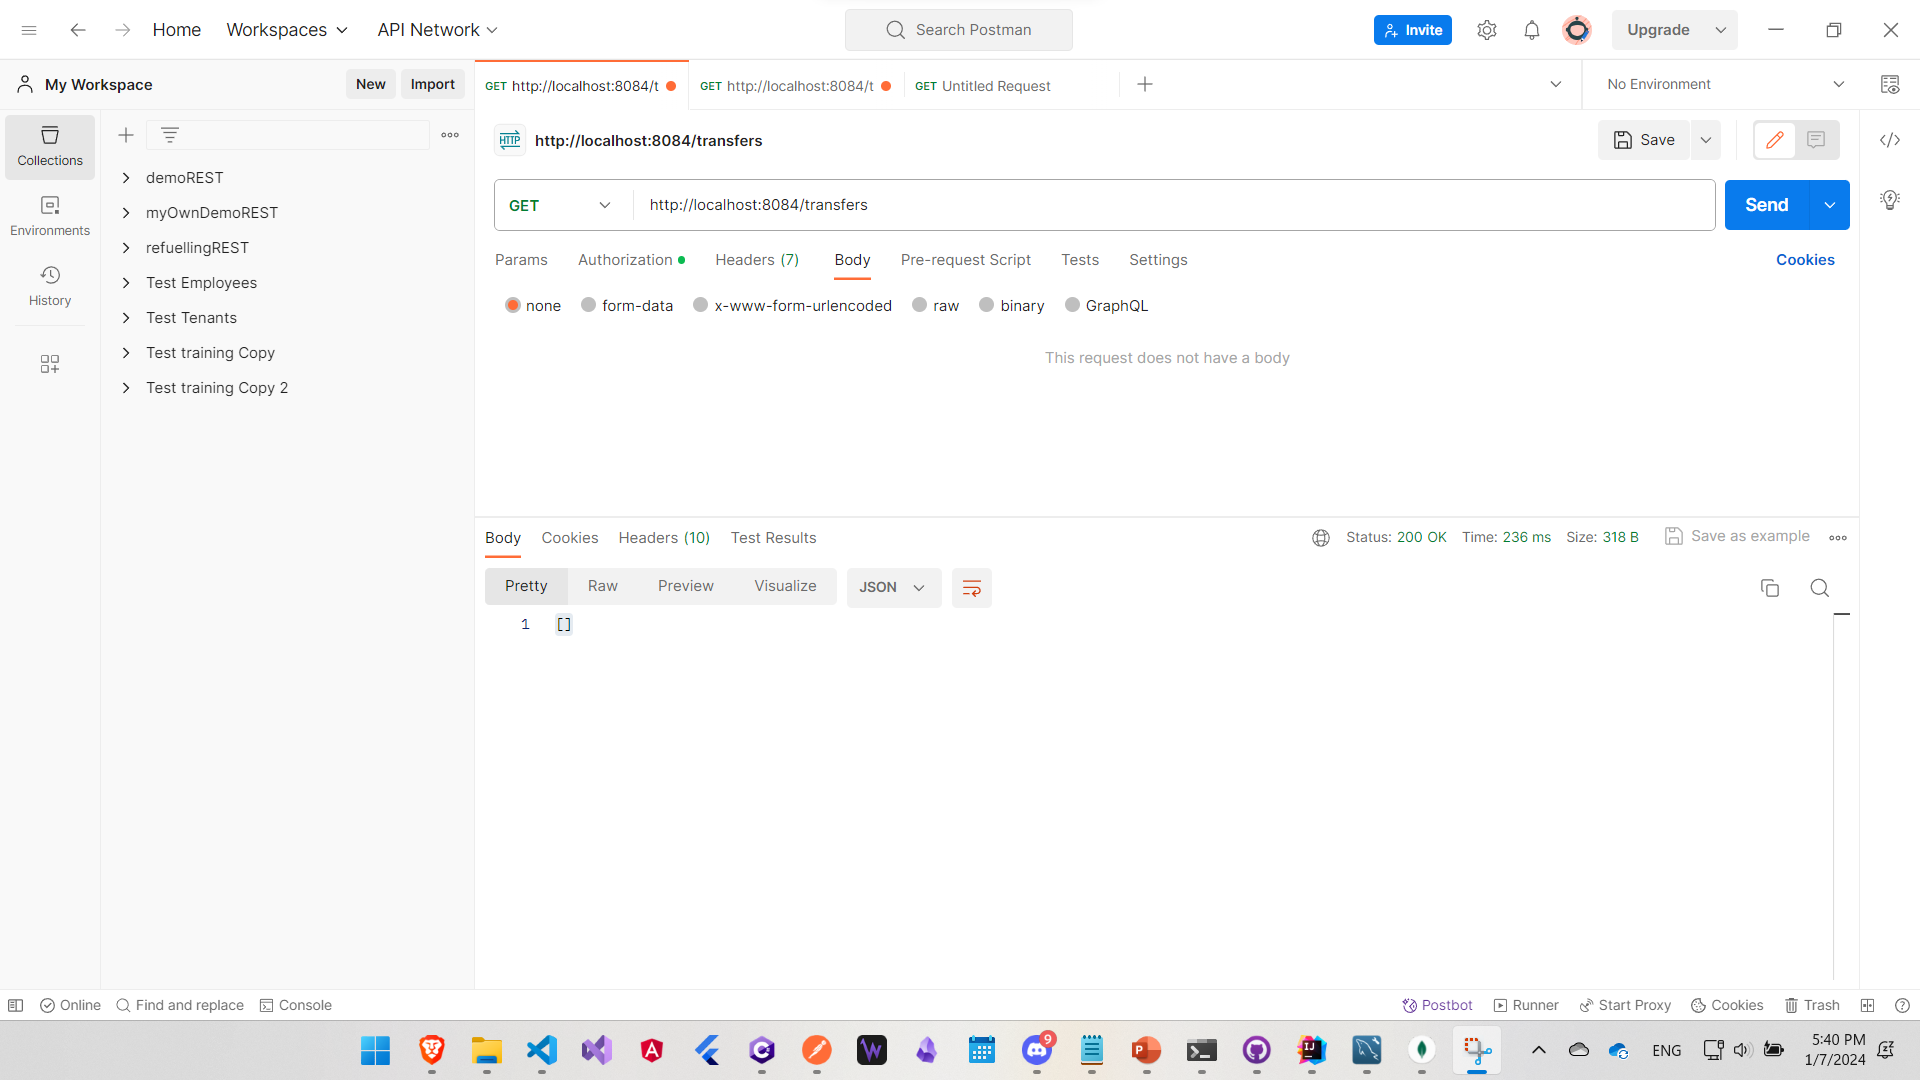 Home Workspaces API Network Search Postman Invite Upgrade
My Workspace New Import GET http://localhost:8084/t GET http://localhost:8084/t GET Untitled Request No Environment
Collections
Environments
History
demoREST
myOwnDemoREST
refuellingREST
Test Employees
Test Tenants
Test training Copy
Test training Copy 2
HTTP http://localhost:8084/transfers Save
GET http://localhost:8084/transfers Send
Params Authorization Headers (7) Body Pre-request Script Tests Settings Cookies
none form-data x-www-form-urlencoded raw binary GraphQL
This request does not have a body
Body Cookies Headers (10) Test Results Status: 200 OK Time: 236 ms Size: 318 B Save as example
Pretty Raw Preview Visualize JSON
1 []
Online Find and replace Console Postbot Runner Start Proxy Cookies Trash
9 ENG 5:40 PM
1/7/2024